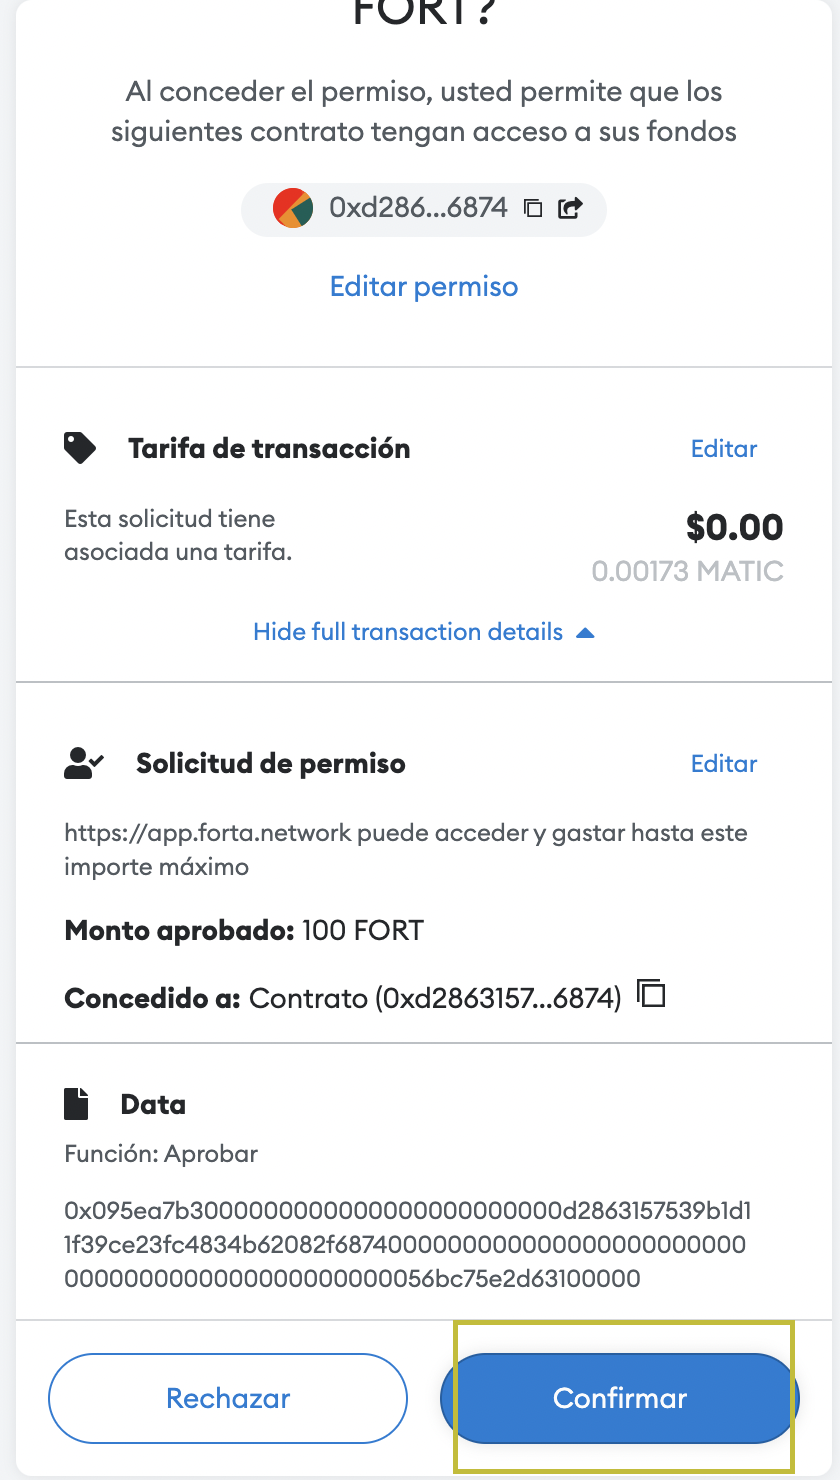 FORT?
Al conceder el permiso, usted permite que los
siguientes contrato tengan acceso a sus fondos
0xd286...6874
Editar permiso
Tarifa de transacción
Editar
Esta solicitud tiene
asociada una tarifa.
$0.00
0.00173 MATIC
Hide full transaction details
Solicitud de permiso
Editar
https://app.forta.network puede acceder y gastar hasta este
importe máximo
Monto aprobado: 100 FORT
Concedido a: Contrato (0xd2863157...6874)
Data
Función: Aprobar
0x095ea7b3000000000000000000000000d2863157539b1d1
1f39ce23fc4834b62082f6874000000000000000000000000
0000000000000000000000056bc75e2d63100000
Rechazar
Confirmar